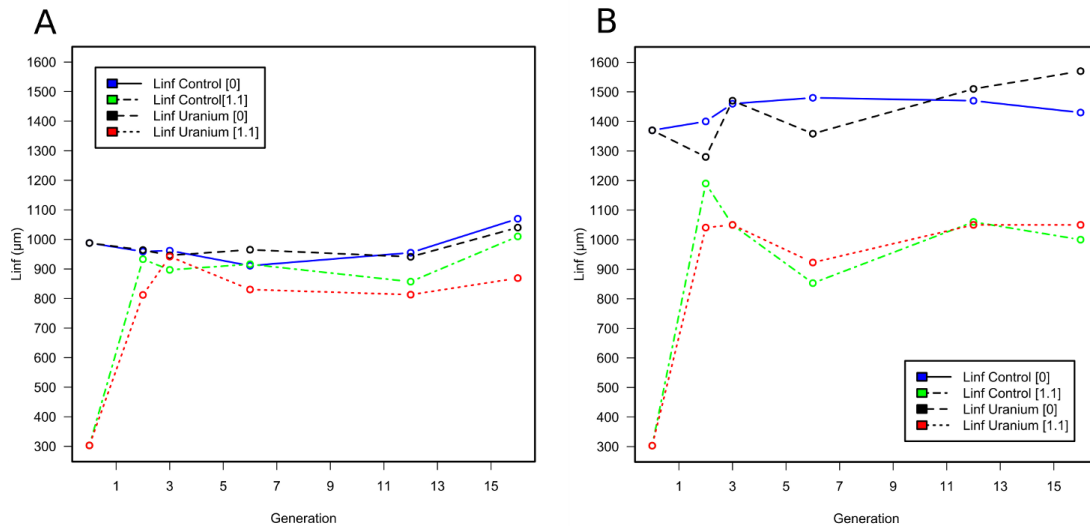 A
1600
1500
1400
1300
1200
1100
1000
900
800
700
600
500
400
300
Linf (µm)
Linf Control [0]
Linf Control[1.1]
Linf Uranium [0]
Linf Uranium [1.1]
1 3 5 7 9 11 13 15
Generation
B
1600
1500
1400
1300
1200
1100
1000
900
800
700
600
500
400
300
Linf (µm)
Linf Control [0]
Linf Control [1.1]
Linf Uranium [0]
Linf Uranium [1.1]
1 3 5 7 9 11 13 15
Generation